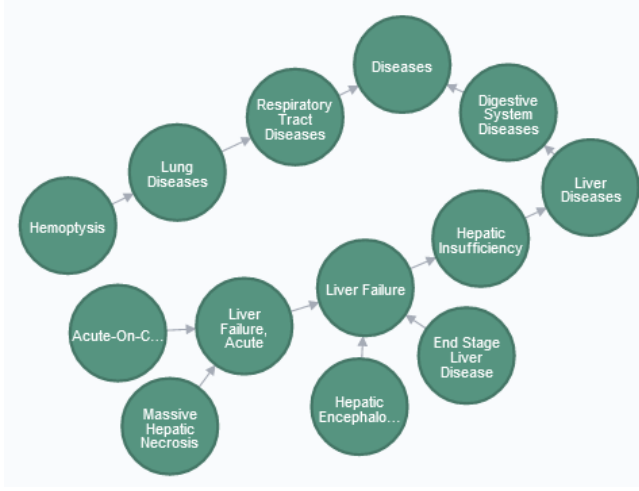 Diseases
Respiratory
Tract
Diseases
Digestive
System
Diseases
Lung
Diseases
Liver
Diseases
Hemoptysis
Hepatic
Insufficiency
Liver Failure
Acute-On-C...
Liver
Failure,
Acute
End Stage
Liver
Disease
Massive
Hepatic
Necrosis
Hepatic
Encephalo...